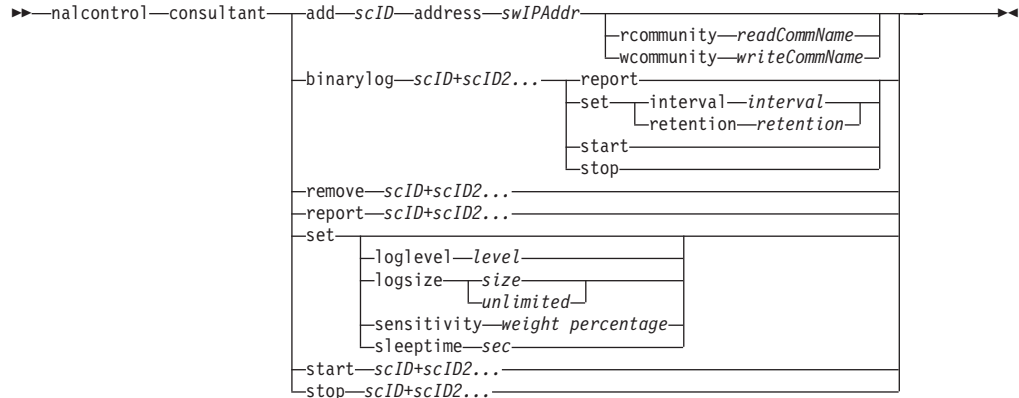 nalcontrol consultant add scID address swIPAddr
rcommunity readCommName
wcommunity writeCommName
binarylog scID+scID2... report
set interval interval
retention retention
start
stop
remove scID+scID2...
report scID+scID2...
set
loglevel level
logsize size
unlimited
sensitivity weight percentage
sleeptime sec
start scID+scID2...
stop scID+scID2...